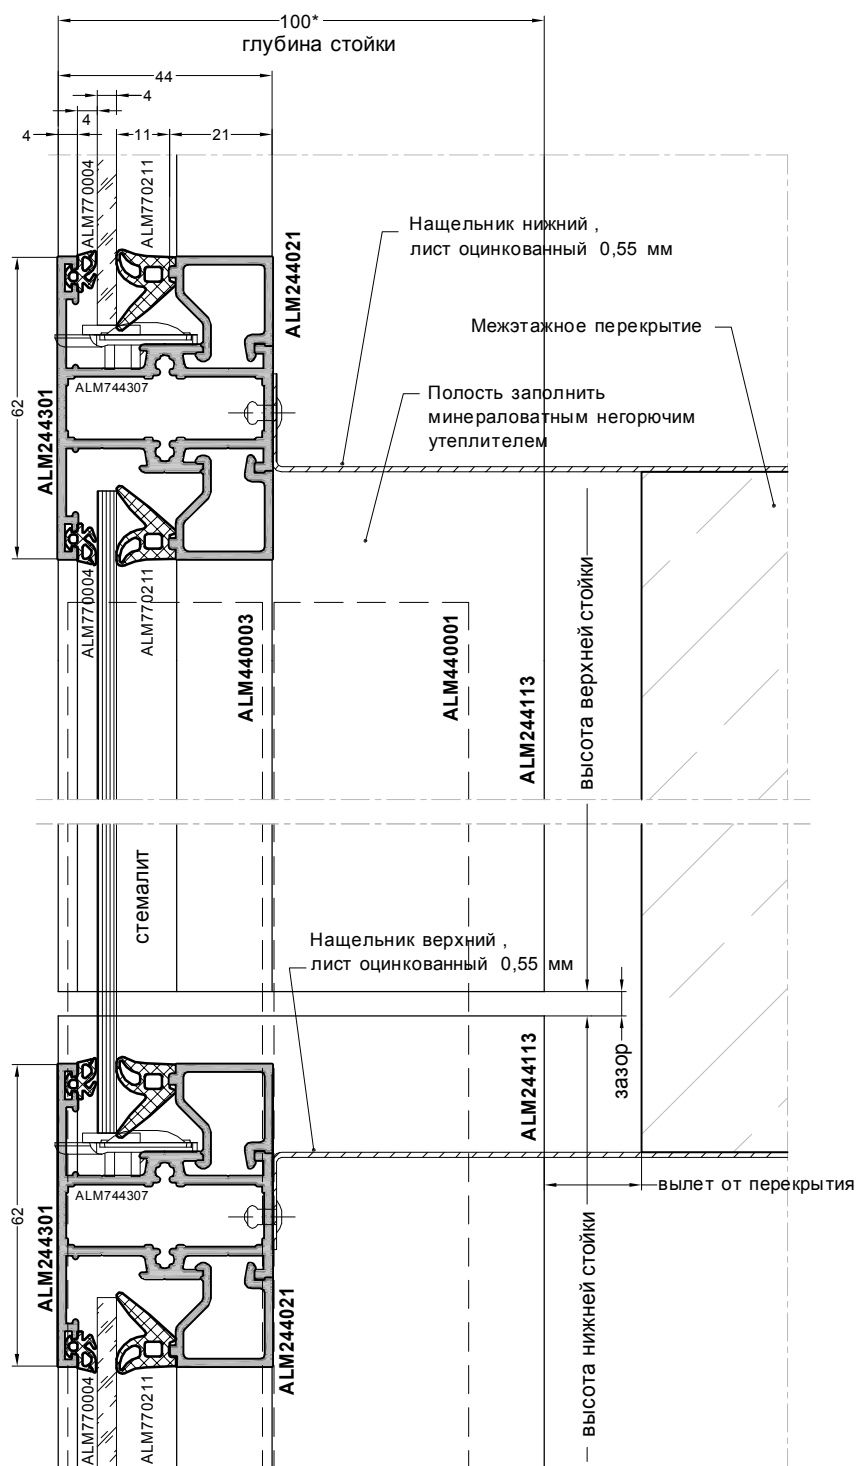 100*
глубина стойки
44
4
4
4
11
21
ALM770004
ALM770211
ALM244021
Нащельник нижний ,
лист оцинкованный 0,55 мм
Межэтажное перекрытие
Полость заполнить
минераловатным негорючим
утеплителем
ALM744307
62
ALM244301
ALM770004
ALM770211
ALM440003
ALM440001
ALM244113
высота верхней стойки
стемалит
Нащельник верхний ,
лист оцинкованный 0,55 мм
зазор
ALM244113
вылет от перекрытия
ALM744307
62
ALM244301
ALM244021
высота нижней стойки
ALM770004
ALM770211